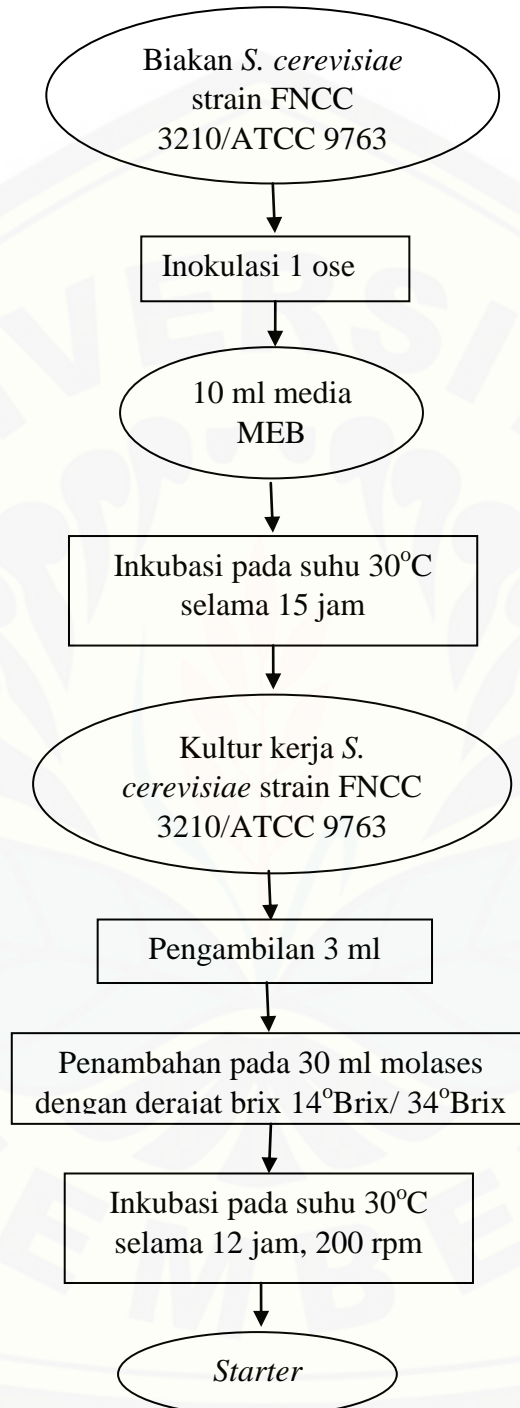 Biakan S. cerevisiae
strain FNCC
3210/ATCC 9763
Inokulasi 1 ose
10 ml media
MEB
Inkubasi pada suhu 30°C
selama 15 jam
Kultur kerja S.
cerevisiae strain FNCC
3210/ATCC 9763
Pengambilan 3 ml
Penambahan pada 30 ml molases
dengan derajat brix 14°Brix/ 34°Brix
Inkubasi pada suhu 30°C
selama 12 jam, 200 rpm
Starter